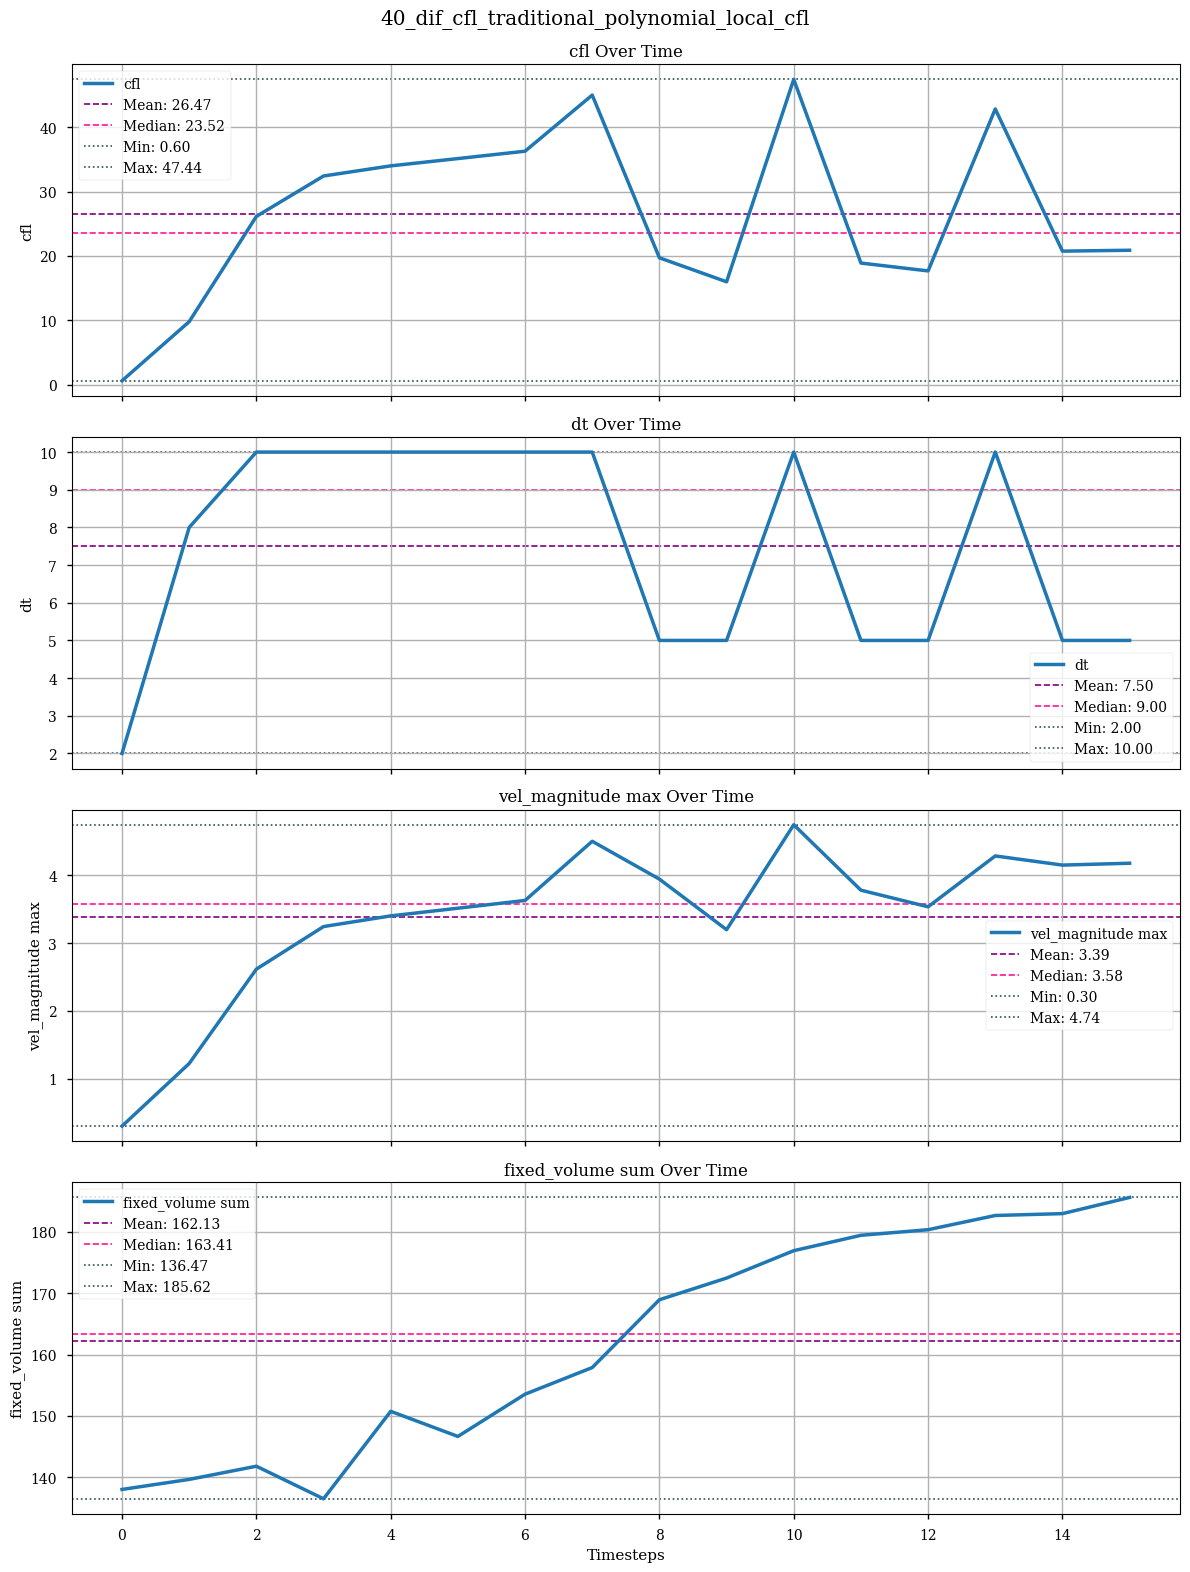 40_dif_cfl_traditional_polynomial_local_cfl
cfl Over Time
cfl
Mean: 26.47
Median: 23.52
Min: 0.60
Max: 47.44
40
30
20
10
0
cfl
dt Over Time
10
9
8
7
6
5
4
3
2
dt
dt
Mean: 7.50
Median: 9.00
Min: 2.00
Max: 10.00
vel_magnitude max Over Time
4
3
2
1
vel_magnitude max
vel_magnitude max
Mean: 3.39
Median: 3.58
Min: 0.30
Max: 4.74
fixed_volume sum Over Time
fixed_volume sum
Mean: 162.13
Median: 163.41
Min: 136.47
Max: 185.62
180
170
160
150
140
fixed_volume sum
0 2 4 6 8 10 12 14
Timesteps